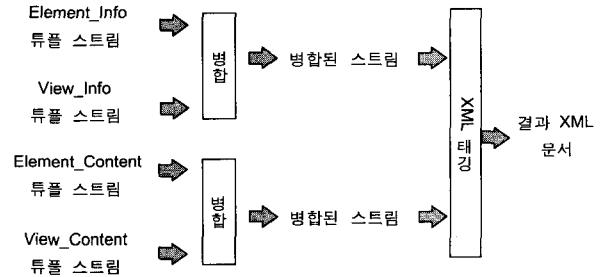 Element_Info
튜플 스트림
View_Info
튜플 스트림
병합
병합된 스트림
Element_Content
튜플 스트림
View_Content
튜플 스트림
병합
병합된 스트림
XML 태깅
결과 XML
문서